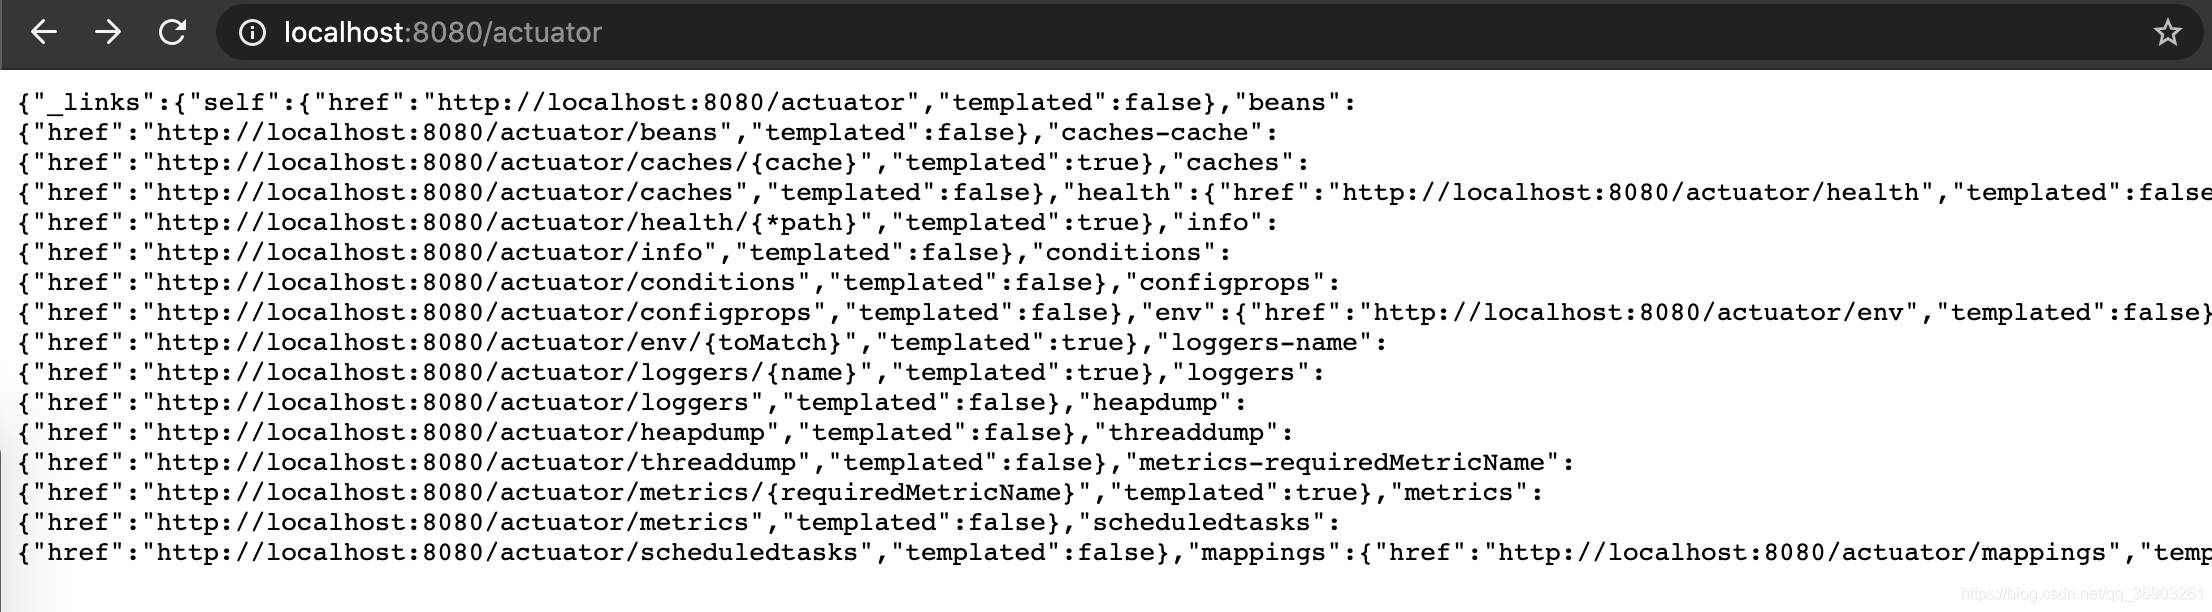 localhost:8080/actuator
{"_links":{"self":{"href":"http://localhost:8080/actuator","templated":false},"beans":
{"href":"http://localhost:8080/actuator/beans","templated":false},"caches-cache":
{"href":"http://localhost:8080/actuator/caches/{cache}","templated":true},"caches":
{"href":"http://localhost:8080/actuator/caches","templated":false},"health":{"href":"http://localhost:8080/actuator/health","templated":false
{"href":"http://localhost:8080/actuator/health/{*path}","templated":true},"info":
{"href":"http://localhost:8080/actuator/info","templated":false},"conditions":
{"href":"http://localhost:8080/actuator/conditions","templated":false},"configprops":
{"href":"http://localhost:8080/actuator/configprops","templated":false},"env":{"href":"http://localhost:8080/actuator/env","templated":false}
{"href":"http://localhost:8080/actuator/env/{toMatch}","templated":true},"loggers-name":
{"href":"http://localhost:8080/actuator/loggers/{name}","templated":true},"loggers":
{"href":"http://localhost:8080/actuator/loggers","templated":false},"heapdump":
{"href":"http://localhost:8080/actuator/heapdump","templated":false},"threaddump":
{"href":"http://localhost:8080/actuator/threaddump","templated":false},"metrics-requiredMetricName":
{"href":"http://localhost:8080/actuator/metrics/{requiredMetricName}","templated":true},"metrics":
{"href":"http://localhost:8080/actuator/metrics","templated":false},"scheduledtasks":
{"href":"http://localhost:8080/actuator/scheduledtasks","templated":false},"mappings":{"href":"http://localhost:8080/actuator/mappings","temp
https://blog.csdn.net/qq_36903261